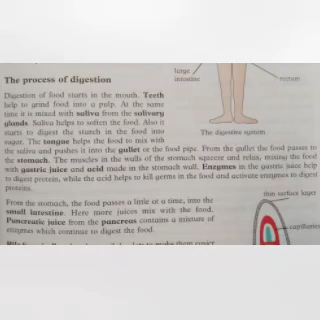 large
intestine
rectum
The process of digestion
Digestion of food starts in the mouth. Teeth
help to grind food into a pulp. At the same
time it is mixed with saliva from the salivary
glands. Saliva helps to soften the food. Also it
starts to digest the starch in the food into
sugar. The tongue helps the food to mix with
The digestive system
the saliva and pushes it into the gullet or the food pipe. From the gullet the food passes to
the stomach. The muscles in the walls of the stomach squeeze and relax, mixing the food
with gastric juice and acid made in the stomach wall. Enzymes in the gastric juice help
to digest protein, while the acid helps to kill germs in the food and activate enzymes to digest
proteins.
From the stomach, the food passes a little at a time, into the
small intestine. Here more juices mix with the food.
Pancreatic juice from the pancreas contains a mixture of
enzymes which continue to digest the food.
thin surface layer
capillaries